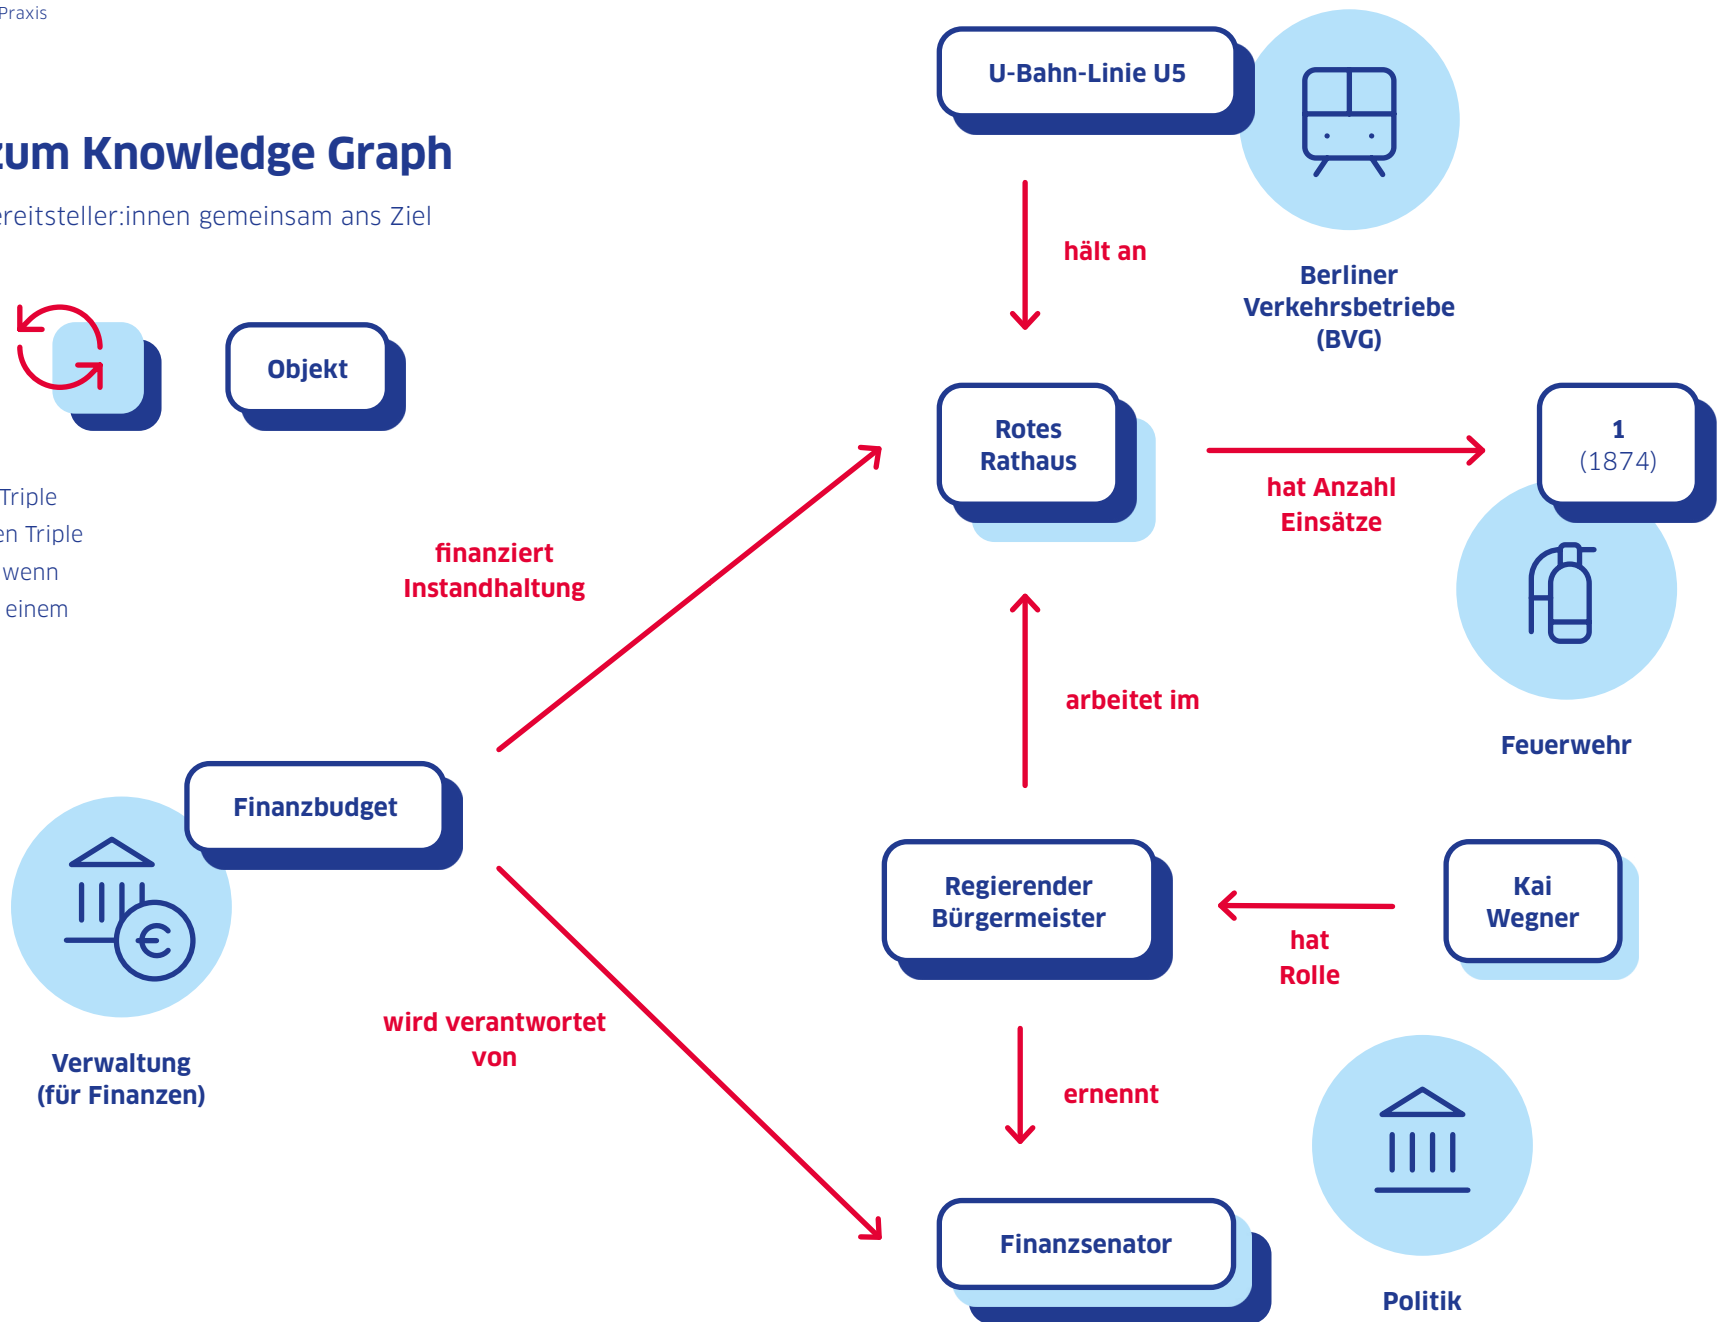 Praxis
zum Knowledge Graph
ereitsteller:innen gemeinsam ans Ziel
Objekt
Triple
en Triple
wenn
einem
U-Bahn-Linie U5
hält an
Berliner
Verkehrsbetriebe
(BVG)
Rotes
Rathaus
hat Anzahl
Einsätze
1
(1874)
Feuerwehr
finanziert
Instandhaltung
arbeitet im
Finanzbudget
Verwaltung
(für Finanzen)
wird verantwortet
von
Regierender
Bürgermeister
hat
Rolle
Kai
Wegner
ernennt
Finanzsenator
Politik